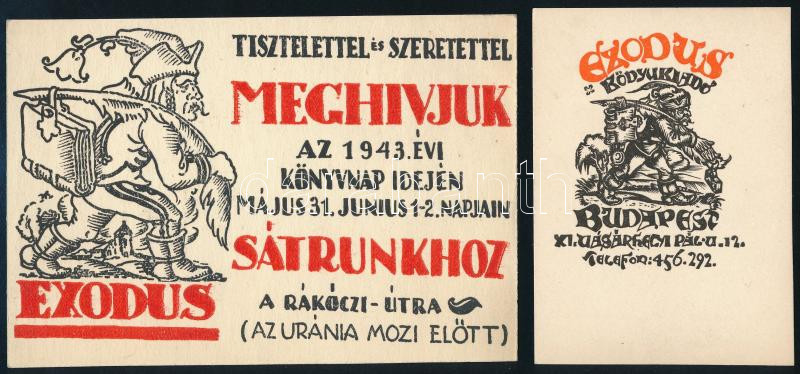 TISZTELETTEL és SZERETETTEL
MEGHIVJUK
AZ 1943. ÉVI
KÖNYVNAP IDEJÉN
MÁJUS 31. JUNIUS 1-2. NAPJAIN
SÁTRUNKHOZ
A RÁKÓCZI-ÚTRA
(AZ URÁNIA MOZI ELŐTT)
EXODUS
EXODUS
KÖNYVKIADÓ
BUDAPEST
XI. VÁSÁRHELYI PÁL-U. 12.
Telefon: 456-292.